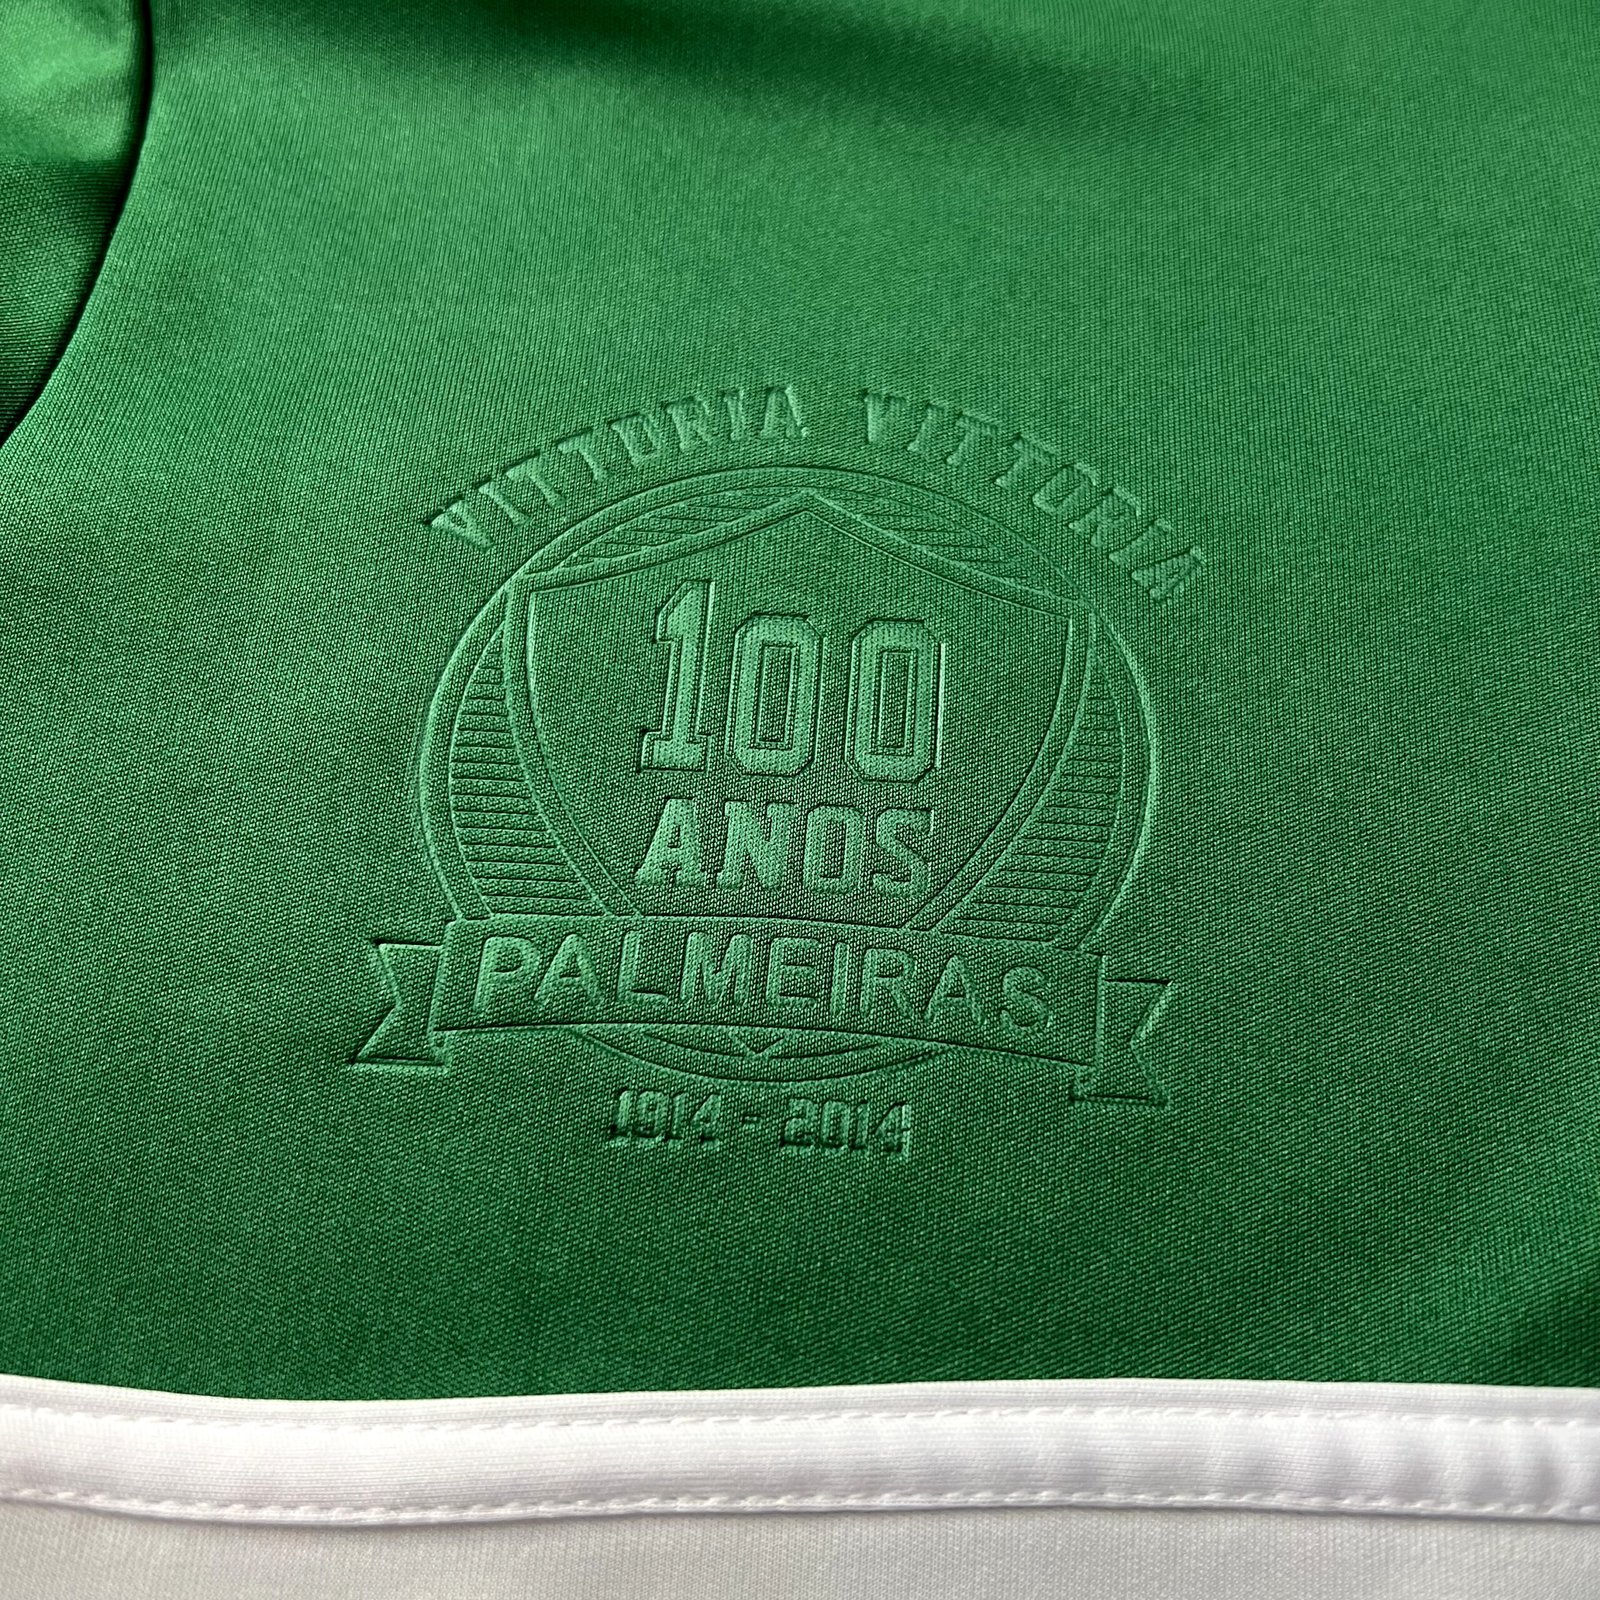 VITTORIA VITTORIA
100
ANOS
PALMEIRAS
1914 - 2014